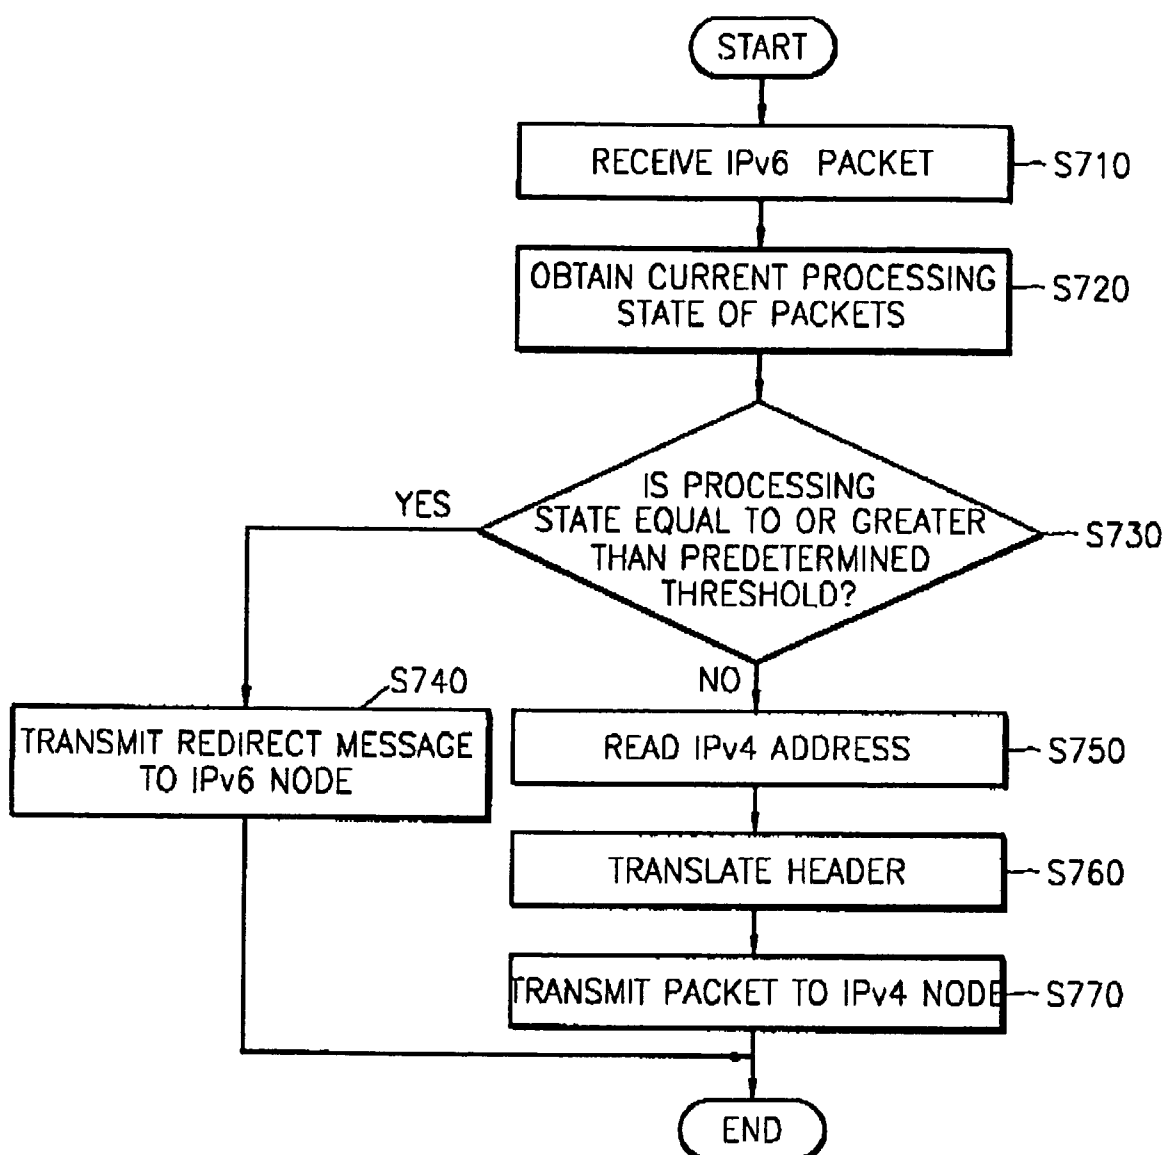 START
RECEIVE IPv6 PACKET
S710
OBTAIN CURRENT PROCESSING
STATE OF PACKETS
S720
IS PROCESSING
STATE EQUAL TO OR GREATER
THAN PREDETERMINED
THRESHOLD?
S730
YES
NO
S740
TRANSMIT REDIRECT MESSAGE
TO IPv6 NODE
READ IPv4 ADDRESS
S750
TRANSLATE HEADER
S760
TRANSMIT PACKET TO IPv4 NODE
S770
END